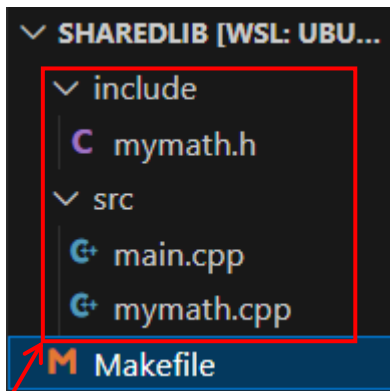 SHAREDLIB [WSL: UBU...
include
C mymath.h
src
C++ main.cpp
C++ mymath.cpp
M Makefile